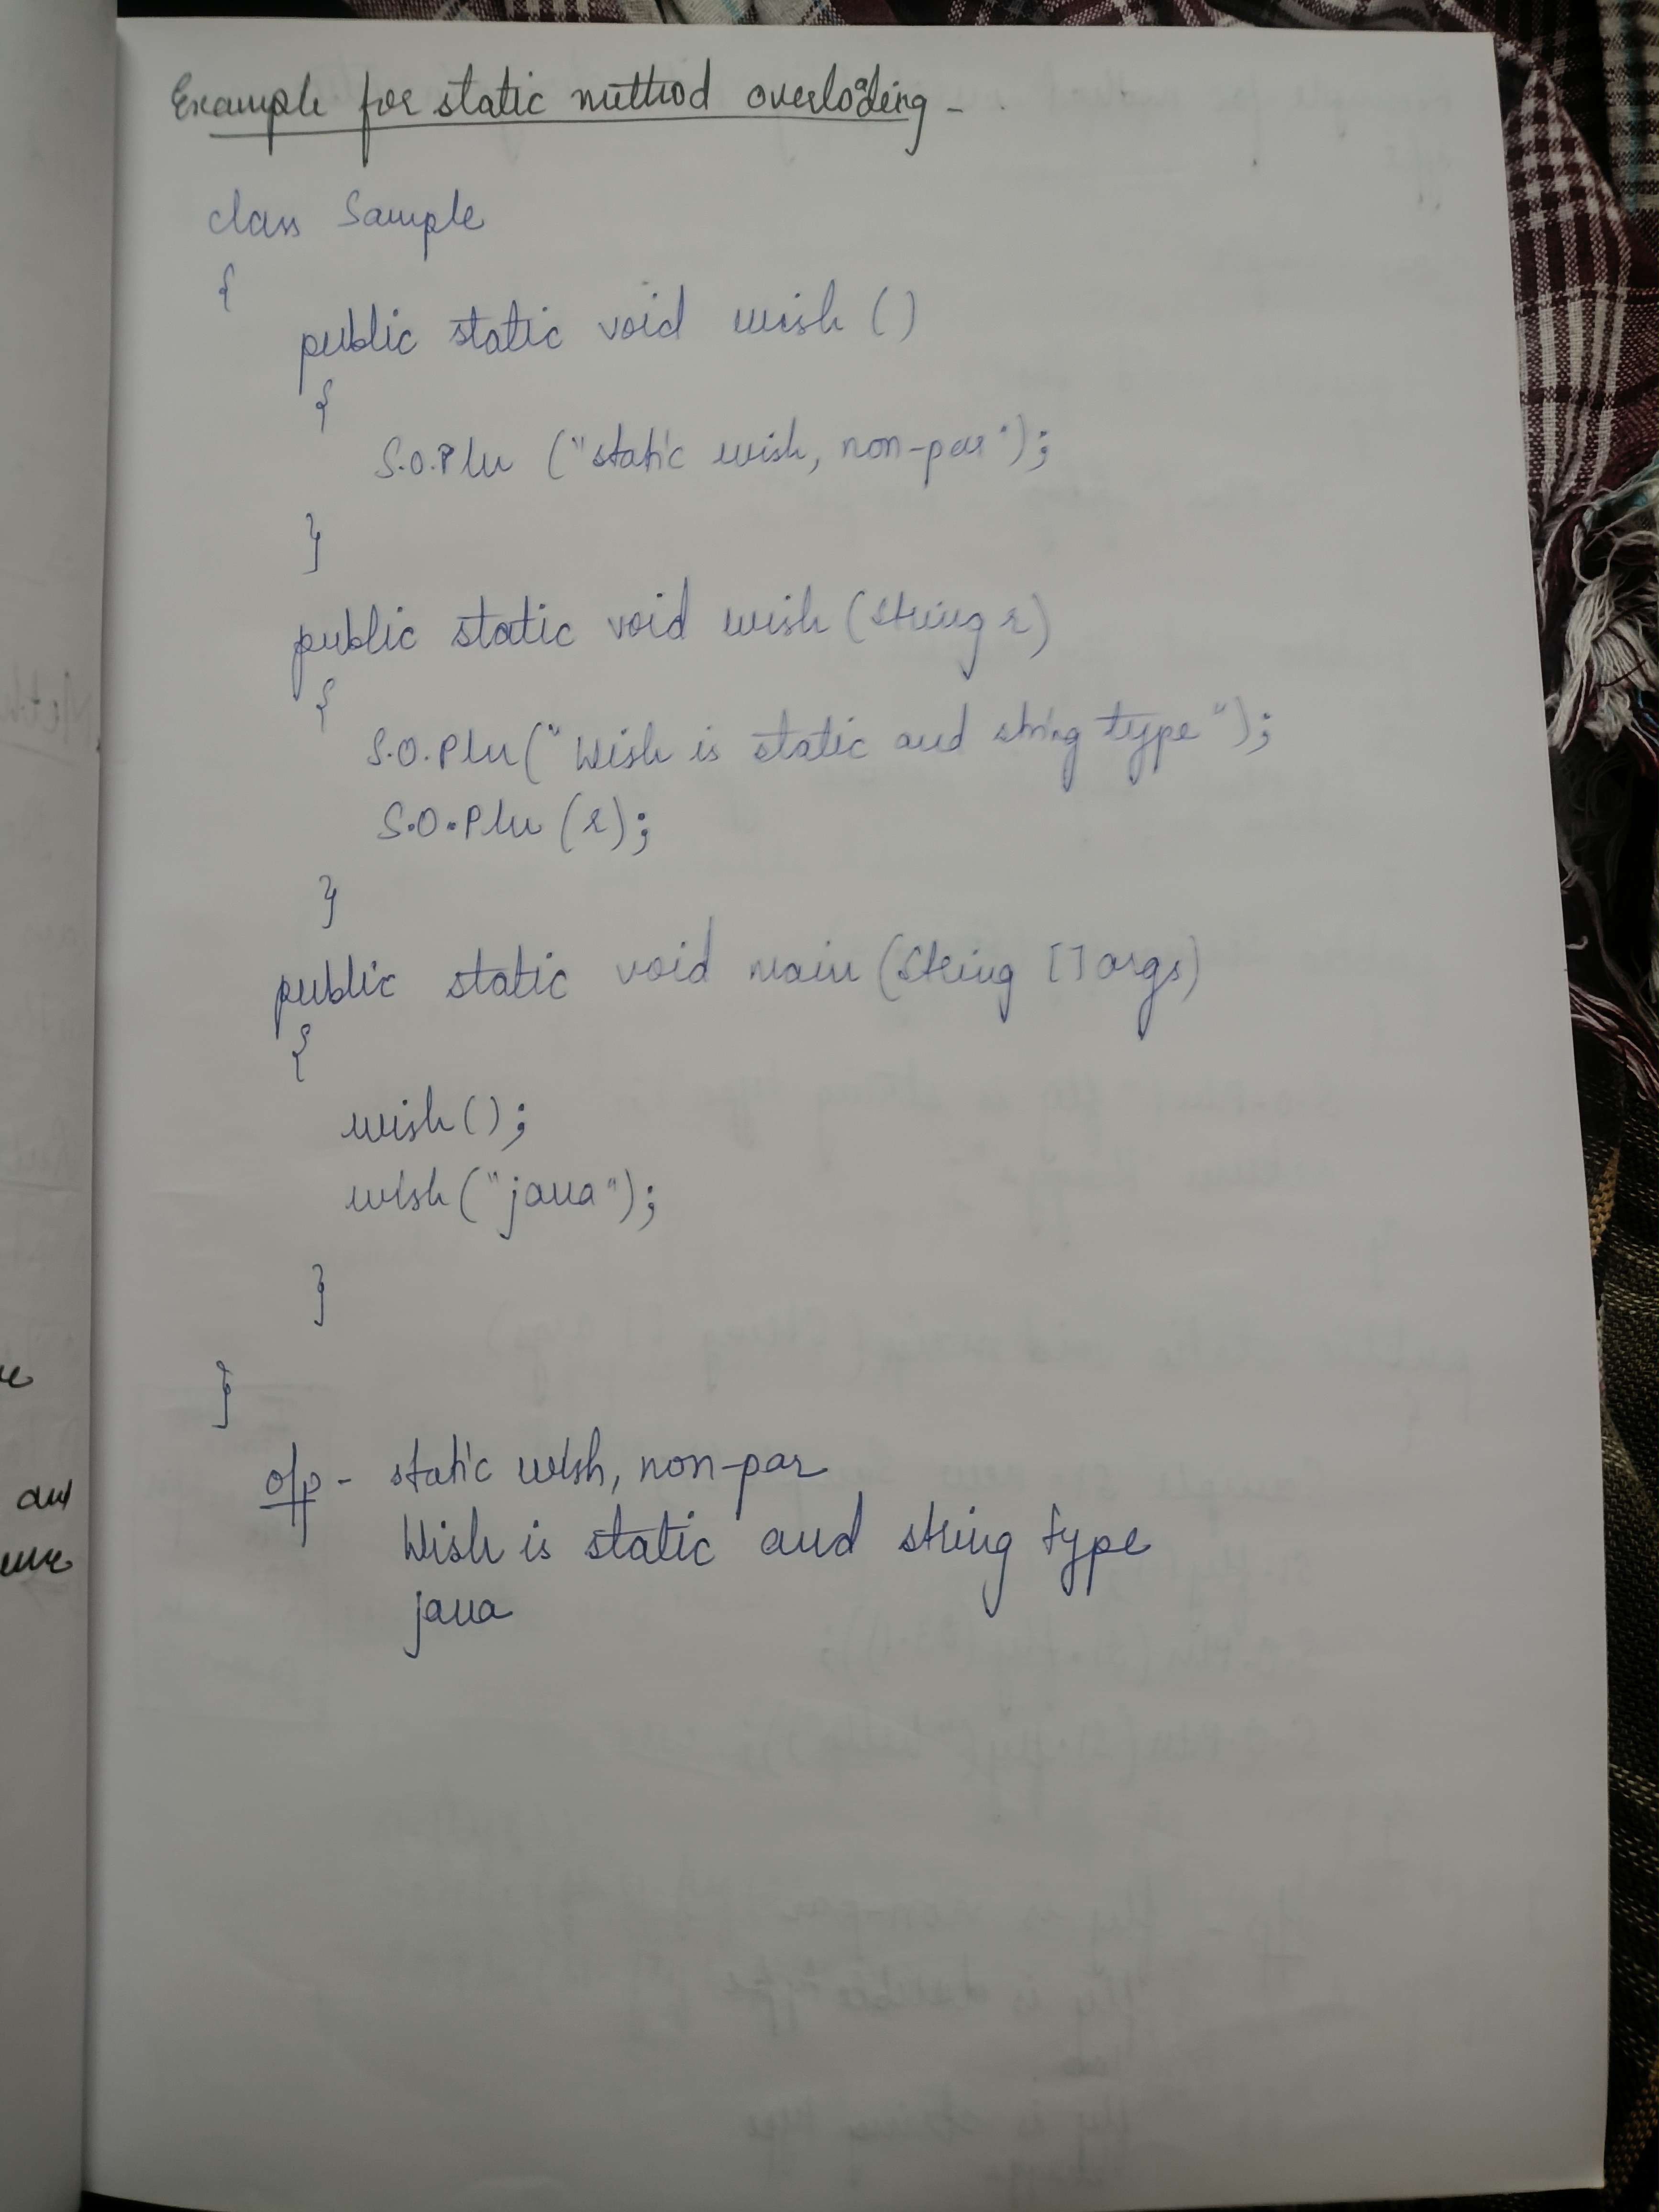 Example for static method overloding -
class Sample
{
public static void wish ()
{
S.O.Pln ("static wish, non-par");
}
public static void wish (String r)
{
S.O.Pln ("Wish is static and string type");
S.O.Pln (r);
}
public static void main (String [] args)
{
wish();
wish("java");
}
}
o/p - static wish, non-par
Wish is static and string type
java